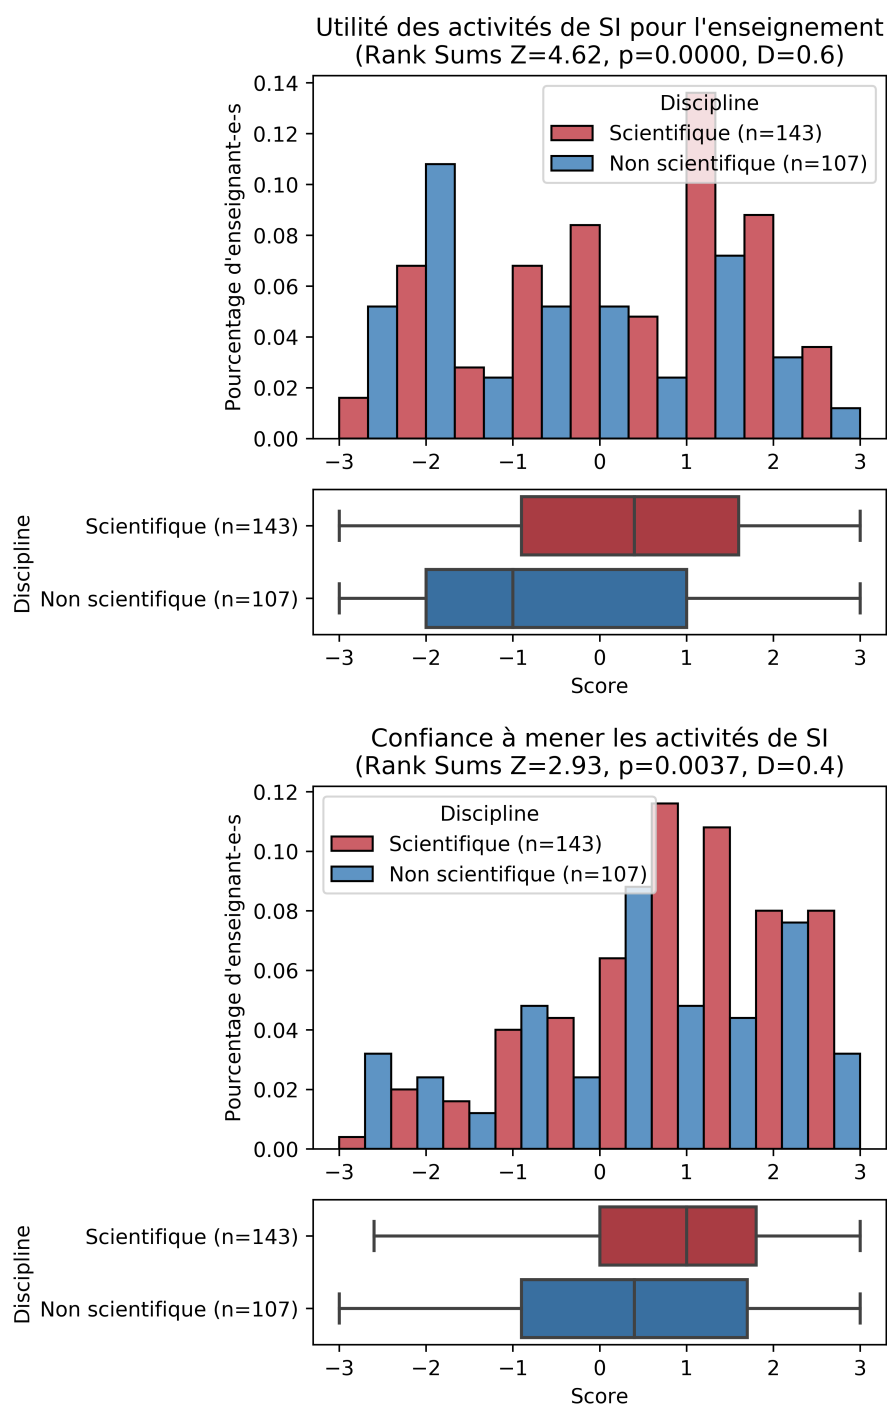 Utilité des activités de SI pour l'enseignement
(Rank Sums Z=4.62, p=0.0000, D=0.6)
Pourcentage d'enseignant-e-s
0.14
0.12
0.10
0.08
0.06
0.04
0.02
0.00
Discipline
Scientifique (n=143)
Non scientifique (n=107)
−3 −2 −1 0 1 2 3
Discipline
Scientifique (n=143)
Non scientifique (n=107)
−3 −2 −1 0 1 2 3
Score
Confiance à mener les activités de SI
(Rank Sums Z=2.93, p=0.0037, D=0.4)
Pourcentage d'enseignant-e-s
0.12
0.10
0.08
0.06
0.04
0.02
0.00
Discipline
Scientifique (n=143)
Non scientifique (n=107)
−3 −2 −1 0 1 2 3
Discipline
Scientifique (n=143)
Non scientifique (n=107)
−3 −2 −1 0 1 2 3
Score